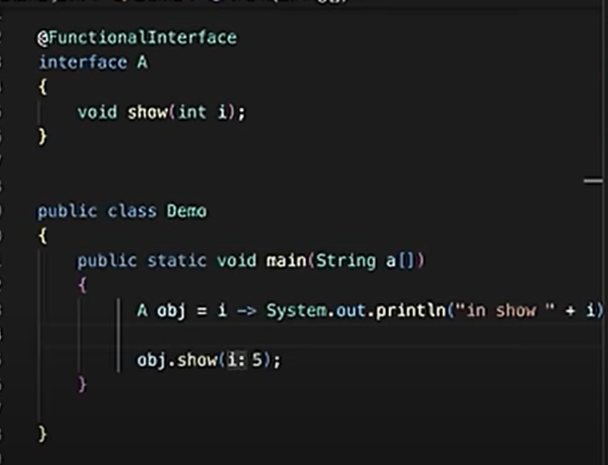 @FunctionalInterface
interface A
{
    void show(int i);
}
public class Demo
{
    public static void main(String a[])
    {
        A obj = i -> System.out.println("in show " + i)
        obj.show(i: 5);
    }
}